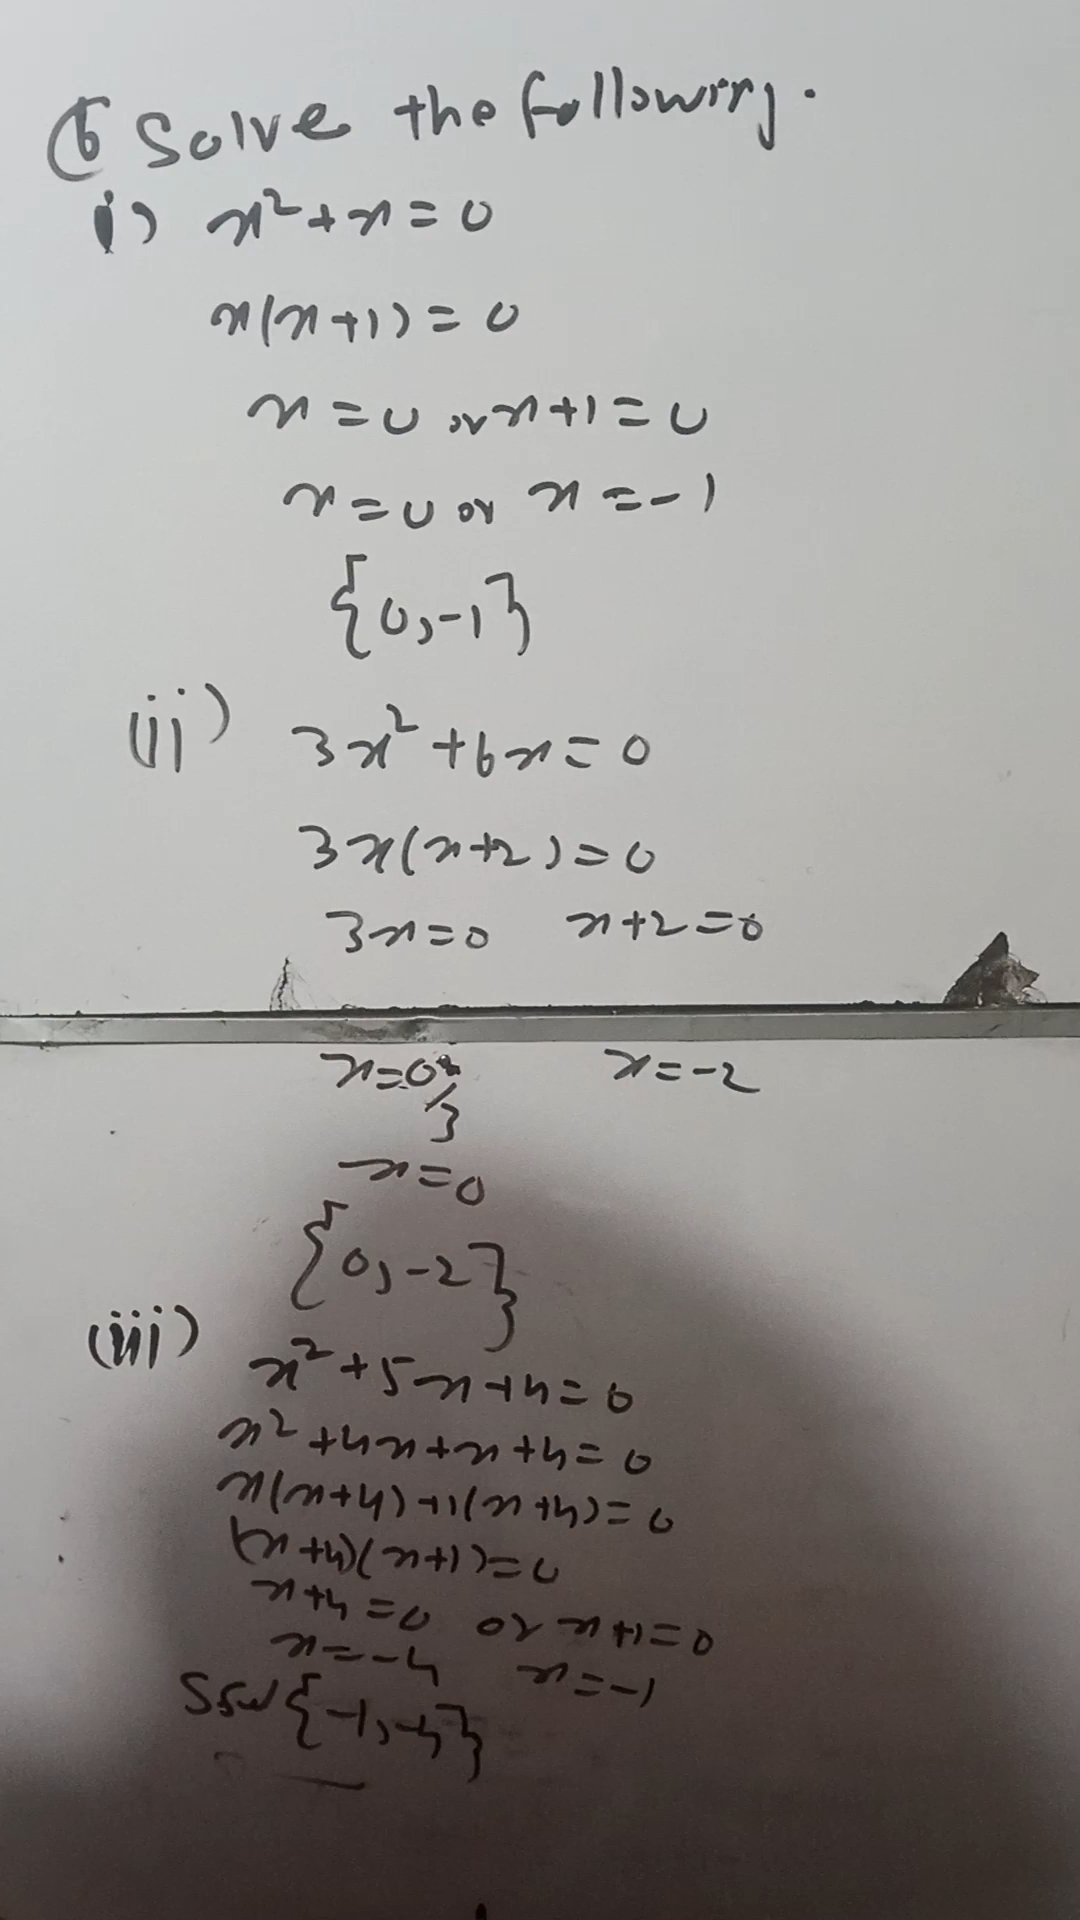 6 Solve the following.
i) x²+x=0
x(x+1)=0
x=0 or x+1=0
x=0 or x=-1
{0,-1}
(ii) 3x²+6x=0
3x(x+2)=0
3x=0 x+2=0
x=0/3 x=-2
x=0
{0,-2}
(iii)
x²+5x+4=0
x²+4x+x+4=0
x(x+4)+1(x+4)=0
(x+4)(x+1)=0
x+4=0 or x+1=0
x=-4 x=-1
{-1,-4}